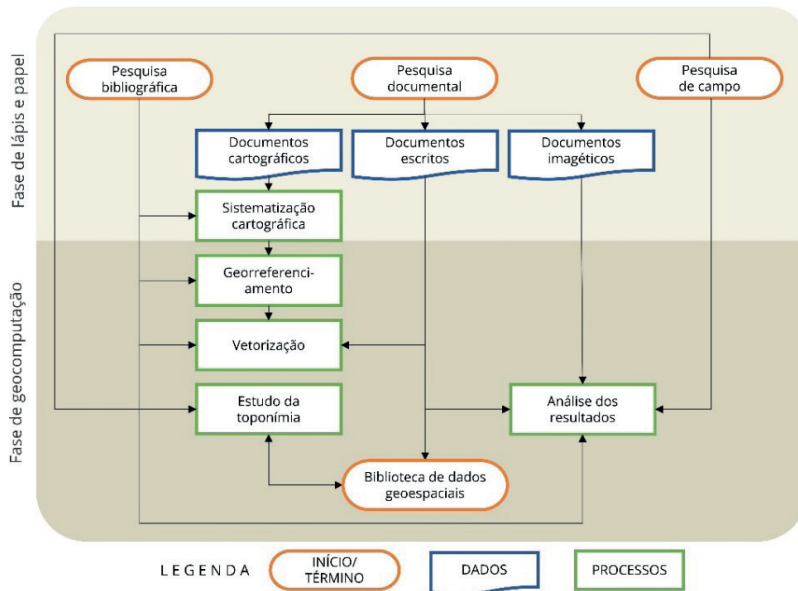 Fase de lápis e papel
Pesquisa
bibliográfica
Pesquisa
documental
Pesquisa
de campo
Documentos
cartográficos
Documentos
escritos
Documentos
imagéticos
Sistematização
cartográfica
Fase de geocomputação
Georreferenci-
amento
Vetorização
Estudo da
toponímia
Análise dos
resultados
Biblioteca de dados
geoespaciais
LEGENDA
INÍCIO/
TÉRMINO
DADOS
PROCESSOS